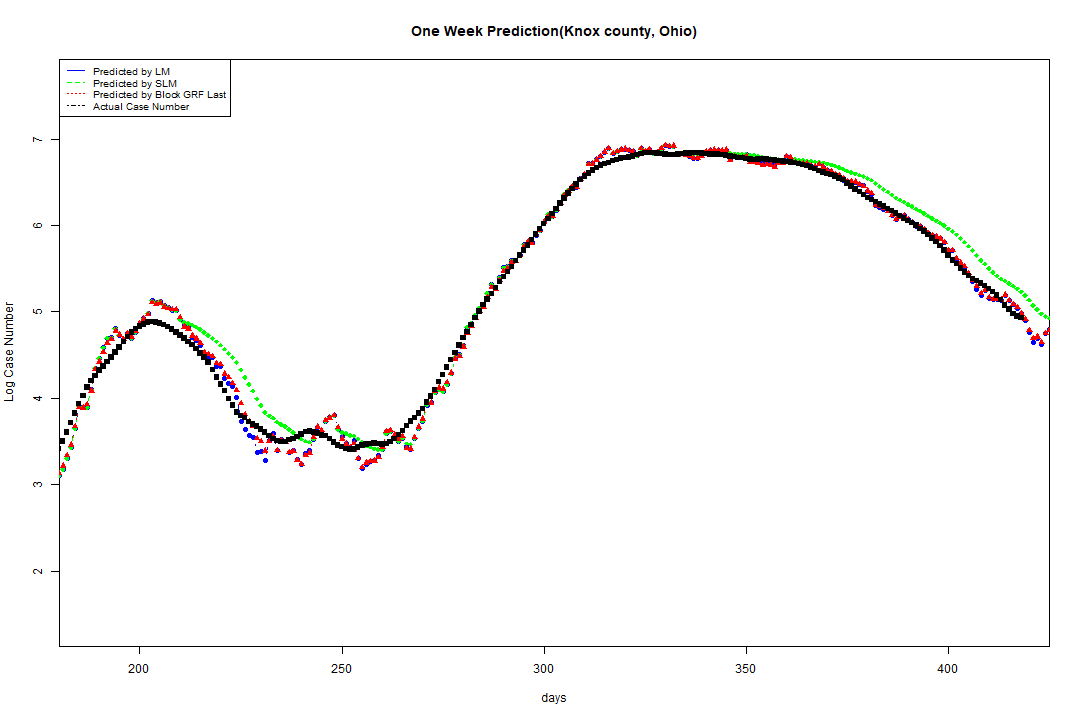 One Week Prediction(Knox county, Ohio)
Predicted by LM
Predicted by SLM
Predicted by Block GRF Last
Actual Case Number
7
6
5
4
3
2
Log Case Number
200 250 300 350 400
days